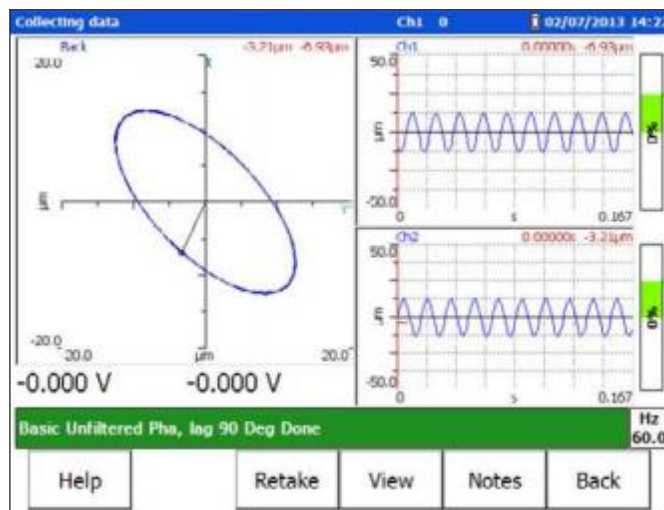 Collecting data Ch1 0 02/07/2013 14:27
Back -3.21µm -6.93µm
20.0
µm
-20.0
-20.0 µm 20.0
-0.000 V -0.000 V
Ch1 0.00000s -6.93µm
50.0
µm
-50.0
0 s 0.167
0%
Ch2 0.00000s -3.21µm
50.0
µm
-50.0
0 s 0.167
0%
Basic Unfiltered Pha, lag 90 Deg Done
Hz
60.0
Help Retake View Notes Back